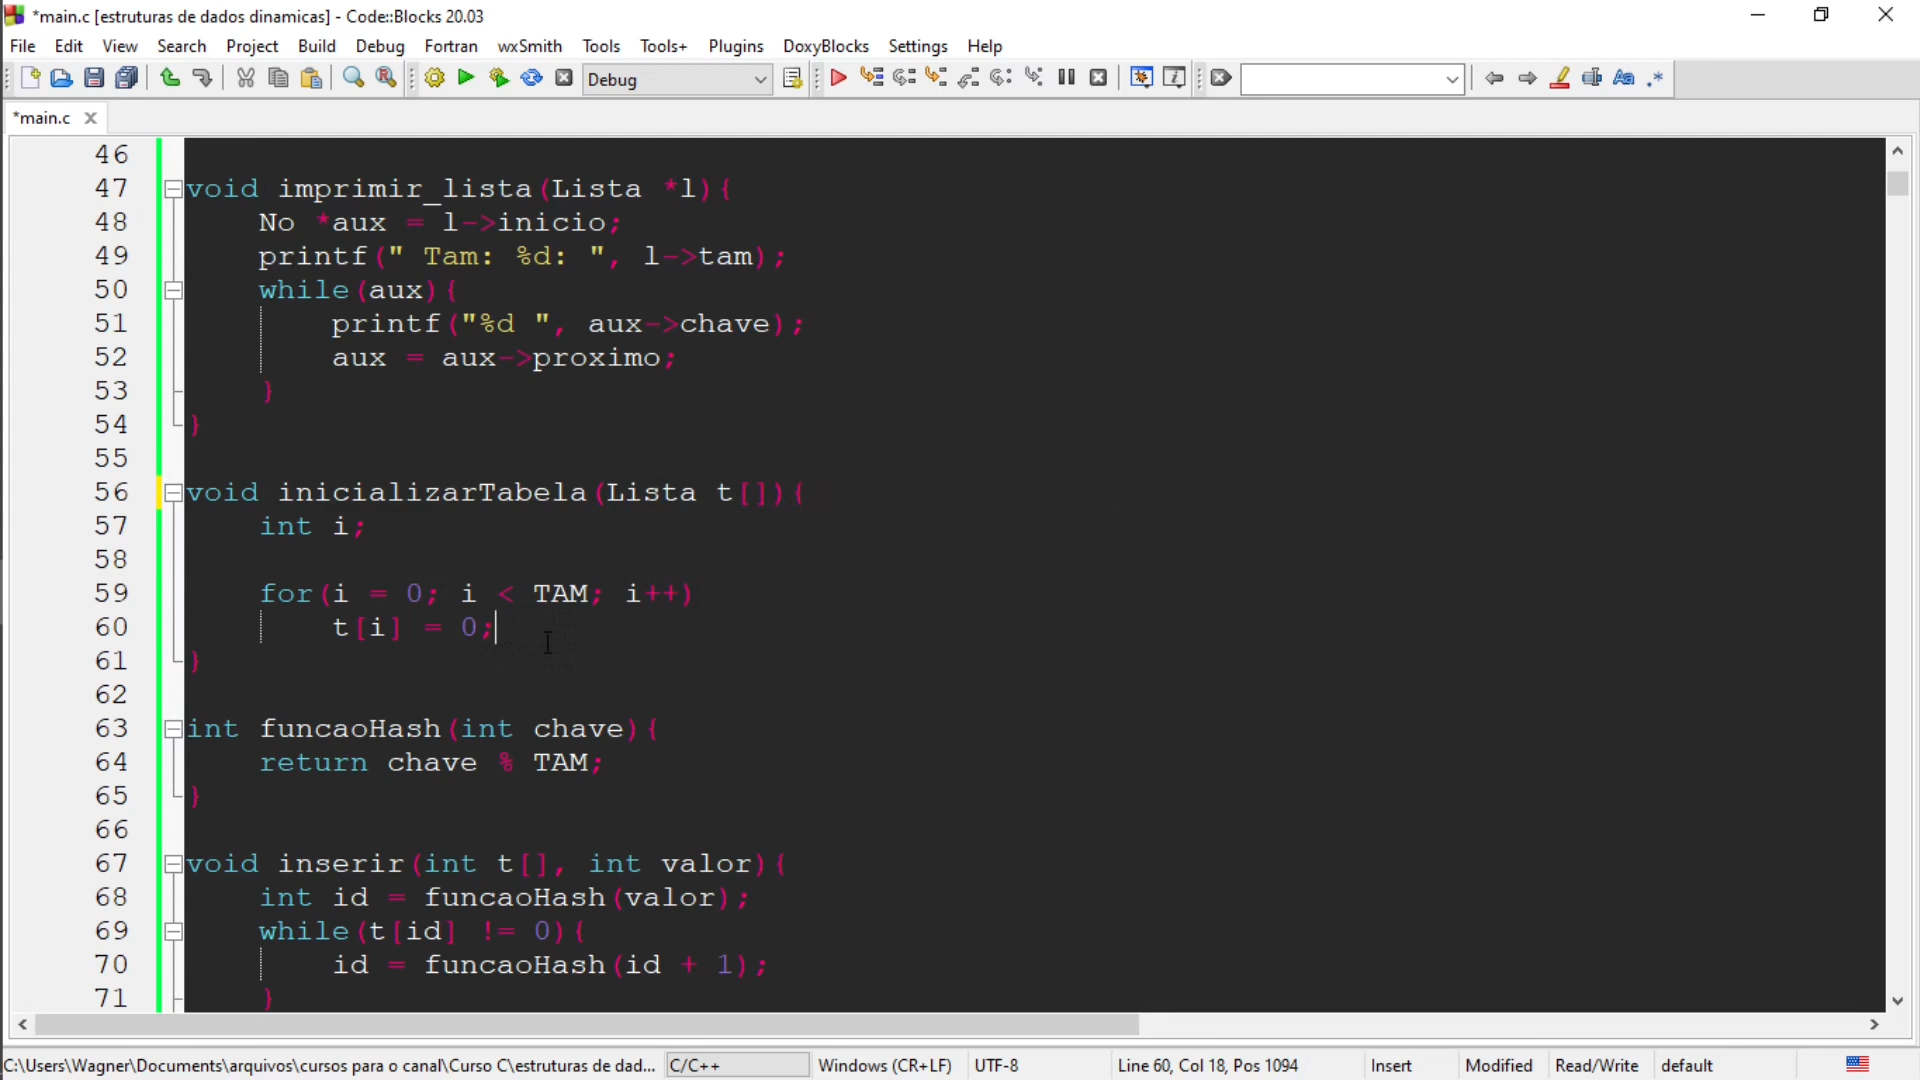 *main.c [estruturas de dados dinamicas] - Code::Blocks 20.03
File Edit View Search Project Build Debug Fortran wxSmith Tools Tools+ Plugins DoxyBlocks Settings Help
Debug
*main.c
46
47 void imprimir_lista(Lista *l){
48 No *aux = l->inicio;
49 printf(" Tam: %d: ", l->tam);
50 while(aux){
51 printf("%d ", aux->chave);
52 aux = aux->proximo;
53 }
54 }
55
56 void inicializarTabela(Lista t[]){
57 int i;
58
59 for(i = 0; i < TAM; i++)
60 t[i] = 0;
61 }
62
63 int funcaoHash(int chave){
64 return chave % TAM;
65 }
66
67 void inserir(int t[], int valor){
68 int id = funcaoHash(valor);
69 while(t[id] != 0){
70 id = funcaoHash(id + 1);
71 }
C:\Users\Wagner\Documents\arquivos\cursos para o canal\Curso C\estruturas de dad... C/C++ Windows (CR+LF) UTF-8 Line 60, Col 18, Pos 1094 Insert Modified Read/Write default